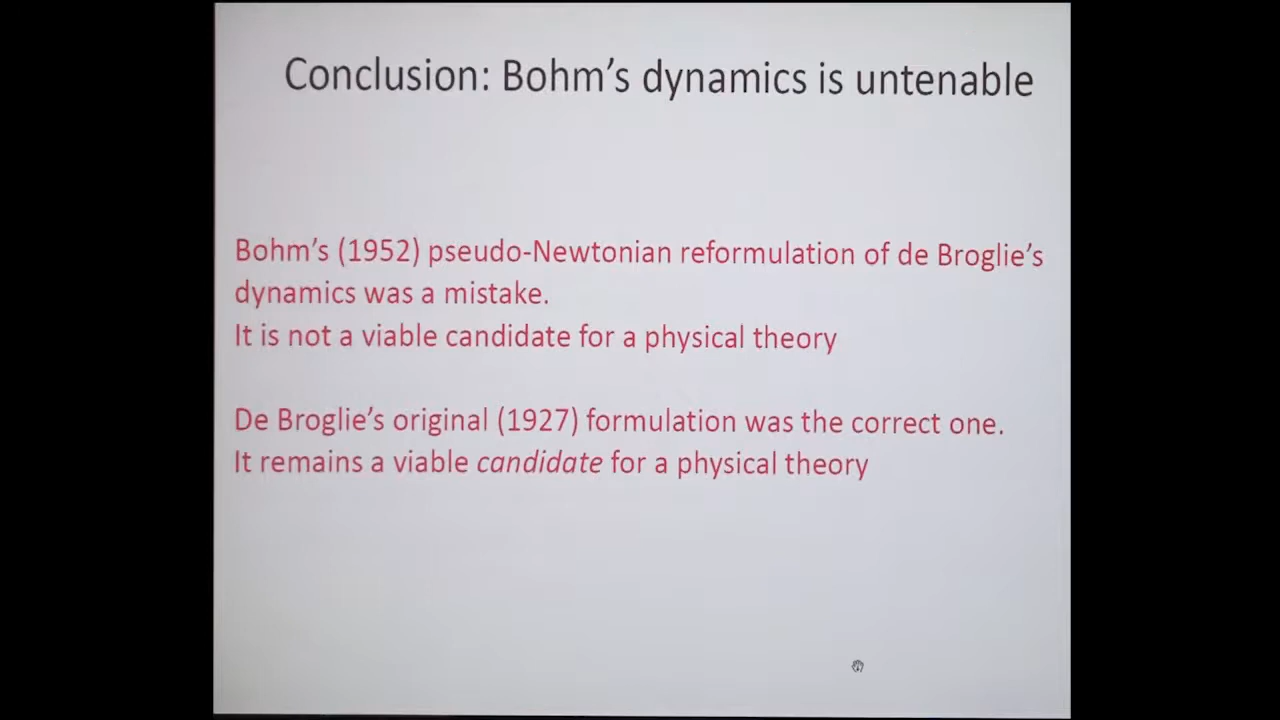 Conclusion: Bohm's dynamics is untenable
Bohm's (1952) pseudo-Newtonian reformulation of de Broglie's
dynamics was a mistake.
It is not a viable candidate for a physical theory
De Broglie's original (1927) formulation was the correct one.
It remains a viable candidate for a physical theory